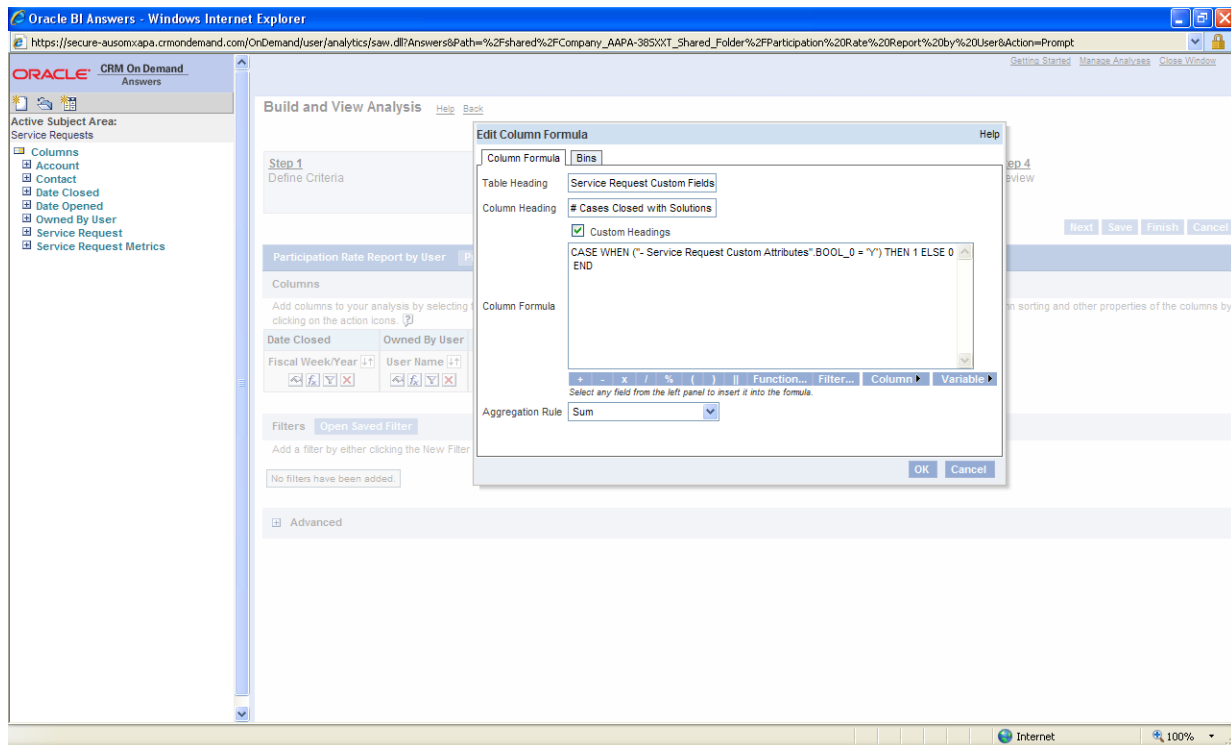 Oracle BI Answers - Windows Internet Explorer
https://secure-ausomxapa.crmondemand.com/OnDemand/user/analytics/saw.dll?Answers&Path=%2Fshared%2FCompany_AAPA-38SXXT_Shared_Folder%2FParticipation%20Rate%20Report%20by%20User&Action=Prompt
ORACLE CRM On Demand
Answers
Getting Started Manage Analyses Close Window
Active Subject Area:
Service Requests
Columns
Account
Contact
Date Closed
Date Opened
Owned By User
Service Request
Service Request Metrics
Build and View Analysis Help Back
Step 1
Define Criteria
ep 4
eview
Next Save Finish Cancel
Participation Rate Report by User P
Columns
Add columns to your analysis by selecting f
n sorting and other properties of the columns by
clicking on the action icons.
Date Closed Owned By User
Fiscal Week/Year User Name
Filters Open Saved Filter
Add a filter by either clicking the New Filter
No filters have been added.
Advanced
Edit Column Formula Help
Column Formula Bins
Table Heading Service Request Custom Fields
Column Heading # Cases Closed with Solutions
Custom Headings
Column Formula
CASE WHEN ("- Service Request Custom Attributes".BOOL_0 = 'Y') THEN 1 ELSE 0
END
+ - x / % ( ) || Function... Filter... Column Variable
Select any field from the left panel to insert it into the formula.
Aggregation Rule Sum
OK Cancel
Internet 100%